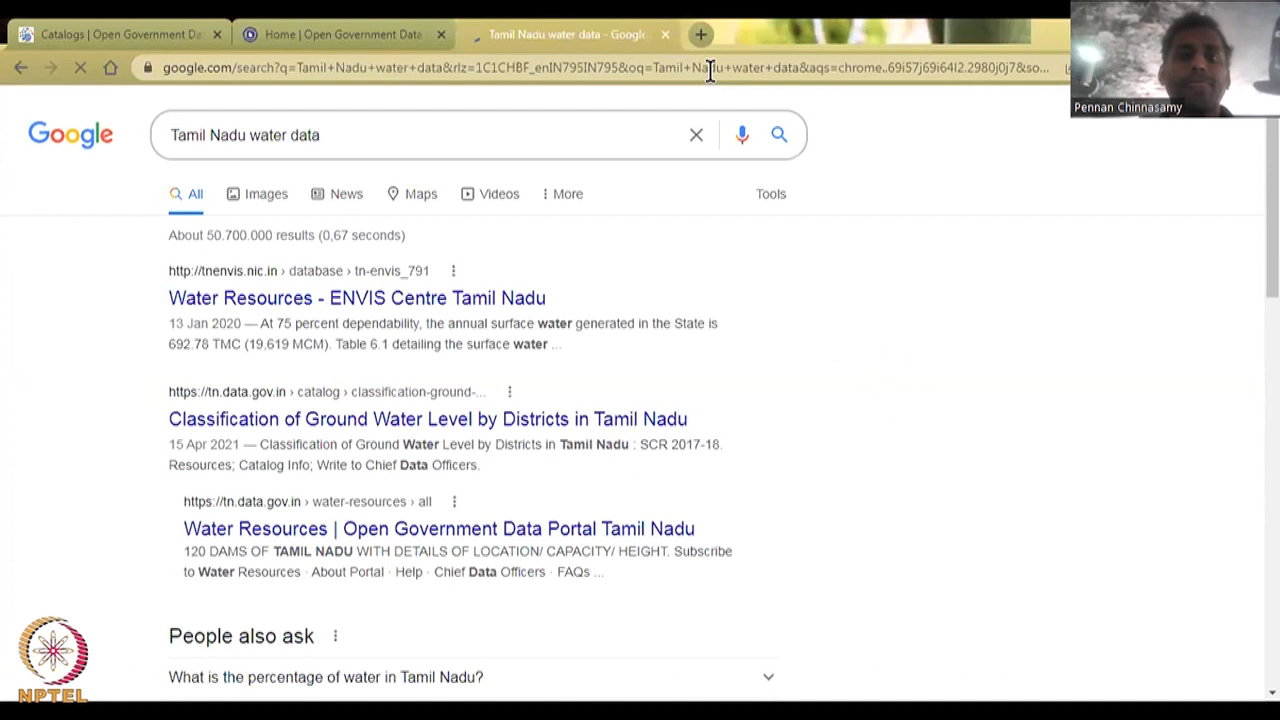 Catalogs | Open Government Da
Home | Open Government Data
Tamil Nadu water data - Googl
google.com/search?q=Tamil+Nadu+water+data&rlz=1C1CHBF_enIN795IN795&oq=Tamil+Nadu+water+data&aqs=chrome..69i57j69i64l2.2980j0j7&so...
Pennan Chinnasamy
Google
Tamil Nadu water data
All
Images
News
Maps
Videos
More
Tools
About 50.700.000 results (0,67 seconds)
http://tnenvis.nic.in › database › tn-envis_791
Water Resources - ENVIS Centre Tamil Nadu
13 Jan 2020 — At 75 percent dependability, the annual surface water generated in the State is
692.78 TMC (19,619 MCM). Table 6.1 detailing the surface water ...
https://tn.data.gov.in › catalog › classification-ground-...
Classification of Ground Water Level by Districts in Tamil Nadu
15 Apr 2021 — Classification of Ground Water Level by Districts in Tamil Nadu : SCR 2017-18.
Resources; Catalog Info; Write to Chief Data Officers.
https://tn.data.gov.in › water-resources › all
Water Resources | Open Government Data Portal Tamil Nadu
120 DAMS OF TAMIL NADU WITH DETAILS OF LOCATION/ CAPACITY/ HEIGHT. Subscribe
to Water Resources · About Portal · Help · Chief Data Officers · FAQs ...
People also ask
What is the percentage of water in Tamil Nadu?
NPTEL